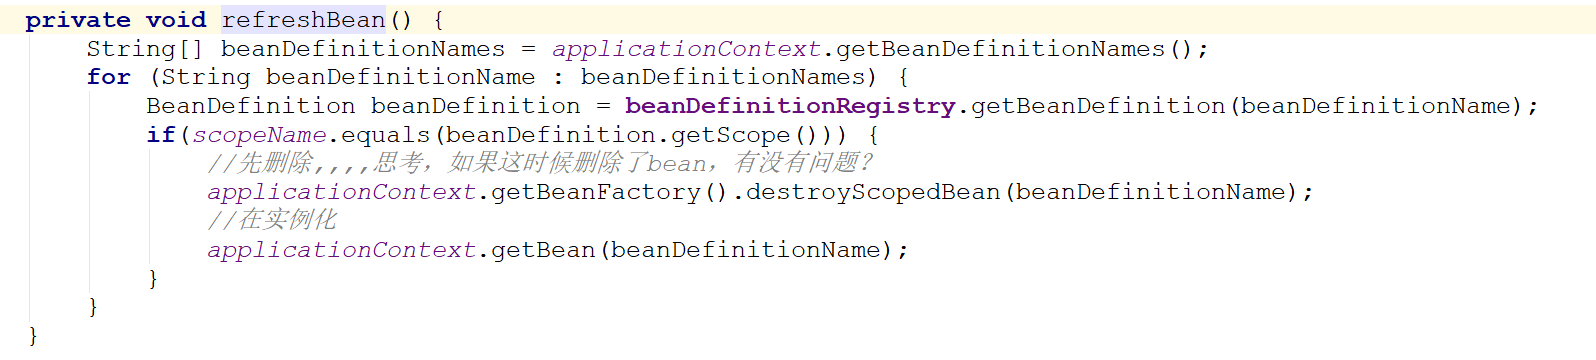 private void refreshBean() {
    String[] beanDefinitionNames = applicationContext.getBeanDefinitionNames();
    for (String beanDefinitionName : beanDefinitionNames) {
        BeanDefinition beanDefinition = beanDefinitionRegistry.getBeanDefinition(beanDefinitionName);
        if(scopeName.equals(beanDefinition.getScope())) {
            //先删除,,,,思考，如果这时候删除了bean，有没有问题？
            applicationContext.getBeanFactory().destroyScopedBean(beanDefinitionName);
            //在实例化
            applicationContext.getBean(beanDefinitionName);
        }
    }
}